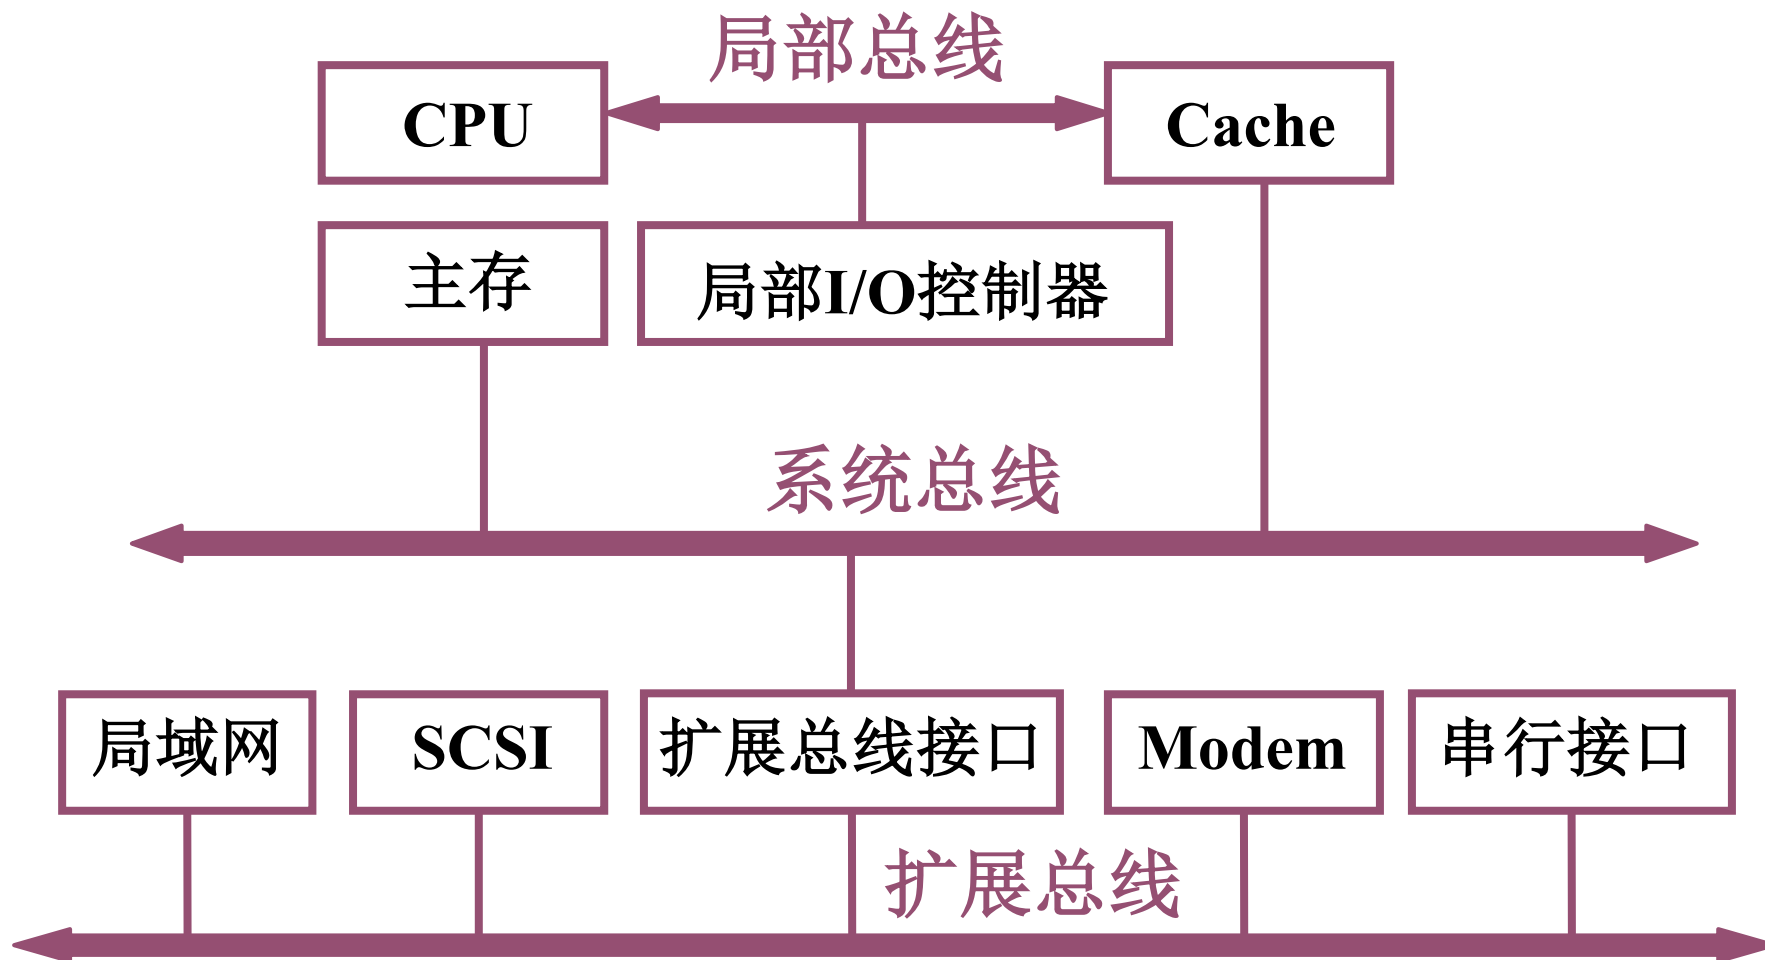 局部总线
CPU
Cache
主存
局部I/O控制器
系统总线
局域网
SCSI
扩展总线接口
Modem
串行接口
扩展总线